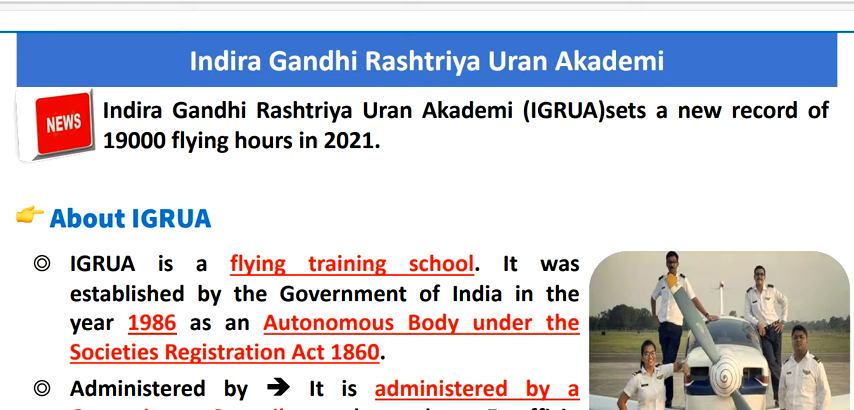 Indira Gandhi Rashtriya Uran Akademi
NEWS
Indira Gandhi Rashtriya Uran Akademi (IGRUA)sets a new record of
19000 flying hours in 2021.
About IGRUA
IGRUA is a flying training school. It was
established by the Government of India in the
year 1986 as an Autonomous Body under the
Societies Registration Act 1860.
Administered by ➔ It is administered by a